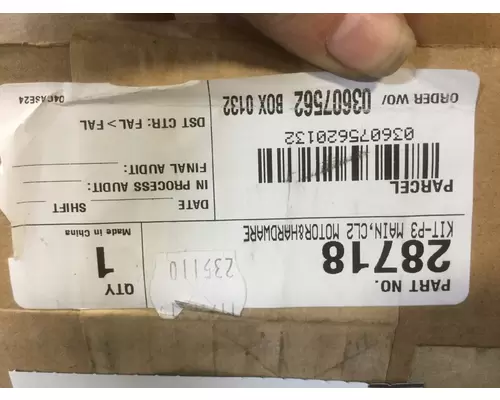 PART NO.
28718
KIT-P3 MAIN,CL2 MOTOR&HARDWARE
QTY
1
Made in China
235110
PARCEL
036075620132
DATE SHIFT
IN PROCESS AUDIT:
FINAL AUDIT:
DST CTR: FAL > FAL
ORDER WO/ 03607562 BOX 0132
04CASE24